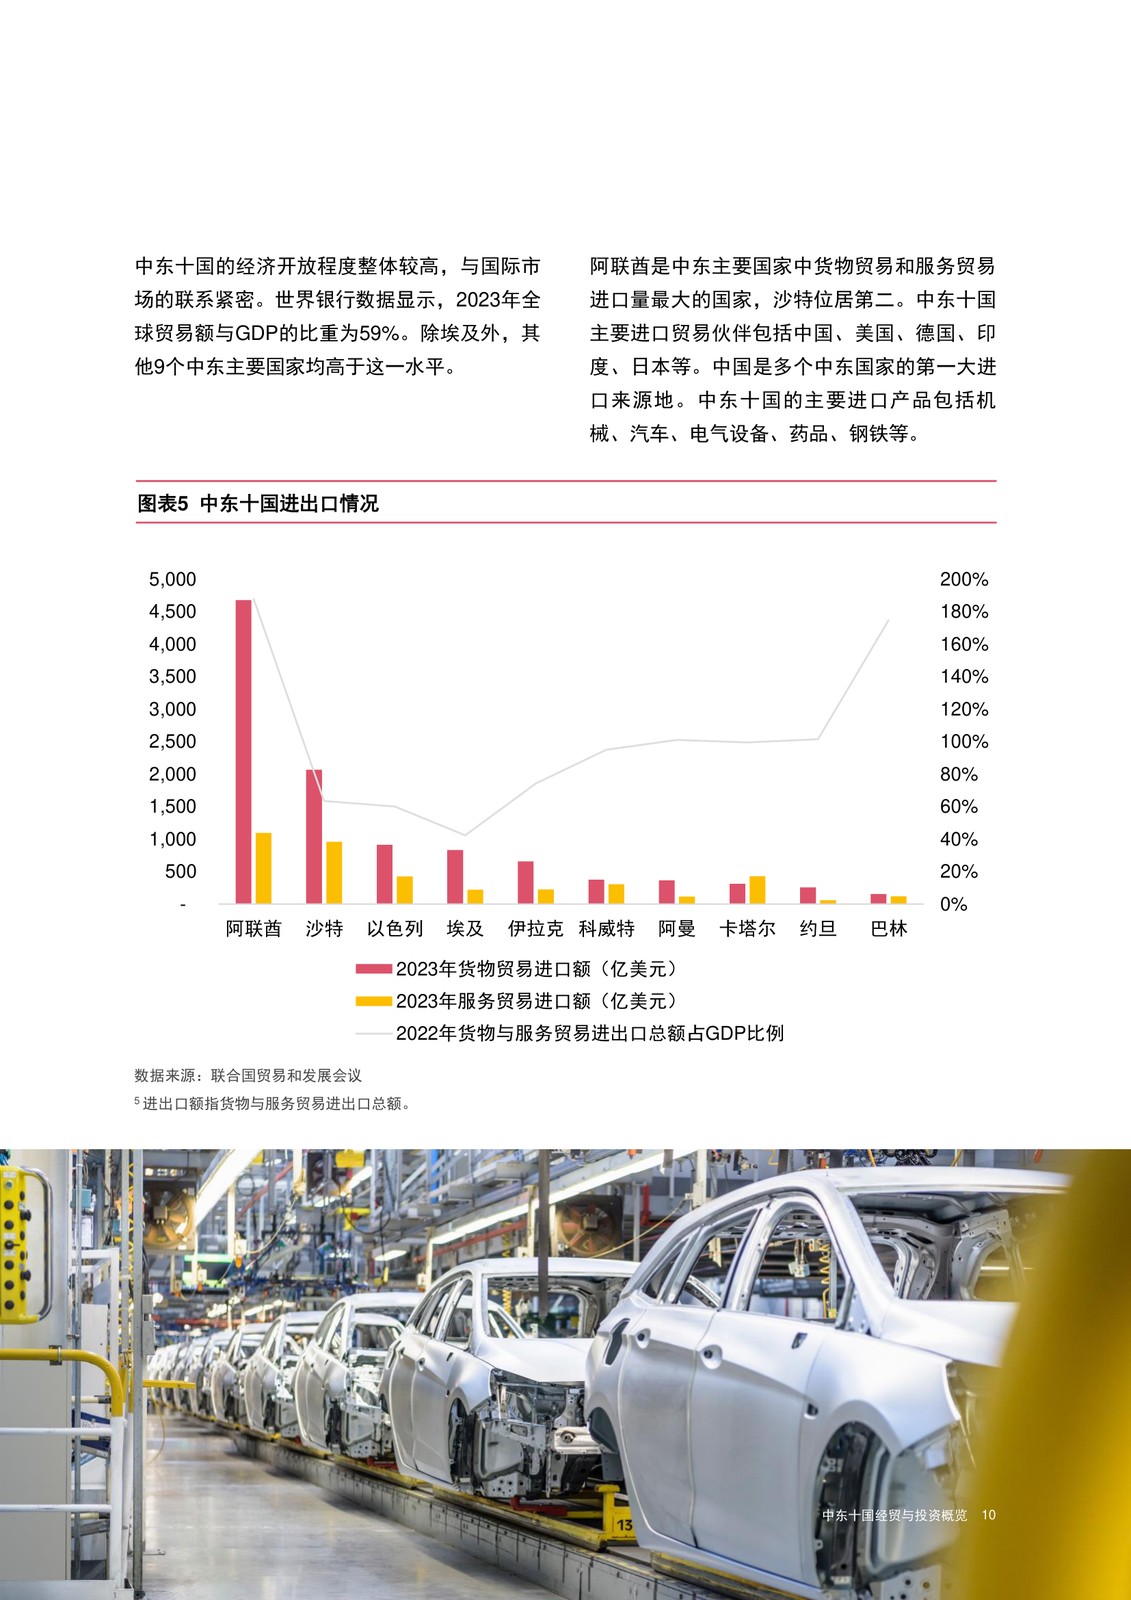 中东十国的经济开放程度整体较高，与国际市
场的联系紧密。世界银行数据显示，2023年全
球贸易额与GDP的比重为59%。除埃及外，其
他9个中东主要国家均高于这一水平。
阿联酋是中东主要国家中货物贸易和服务贸易
进口量最大的国家，沙特位居第二。中东十国
主要进口贸易伙伴包括中国、美国、德国、印
度、日本等。中国是多个中东国家的第一大进
口来源地。中东十国的主要进口产品包括机
械、汽车、电气设备、药品、钢铁等。
图表5 中东十国进出口情况
5,000
4,500
4,000
3,500
3,000
2,500
2,000
1,500
1,000
500
-
200%
180%
160%
140%
120%
100%
80%
60%
40%
20%
0%
阿联酋 沙特 以色列 埃及 伊拉克 科威特 阿曼 卡塔尔 约旦 巴林
2023年货物贸易进口额（亿美元）
2023年服务贸易进口额（亿美元）
2022年货物与服务贸易进出口总额占GDP比例
数据来源：联合国贸易和发展会议
5 进出口额指货物与服务贸易进出口总额。
13
中东十国经贸与投资概览 10